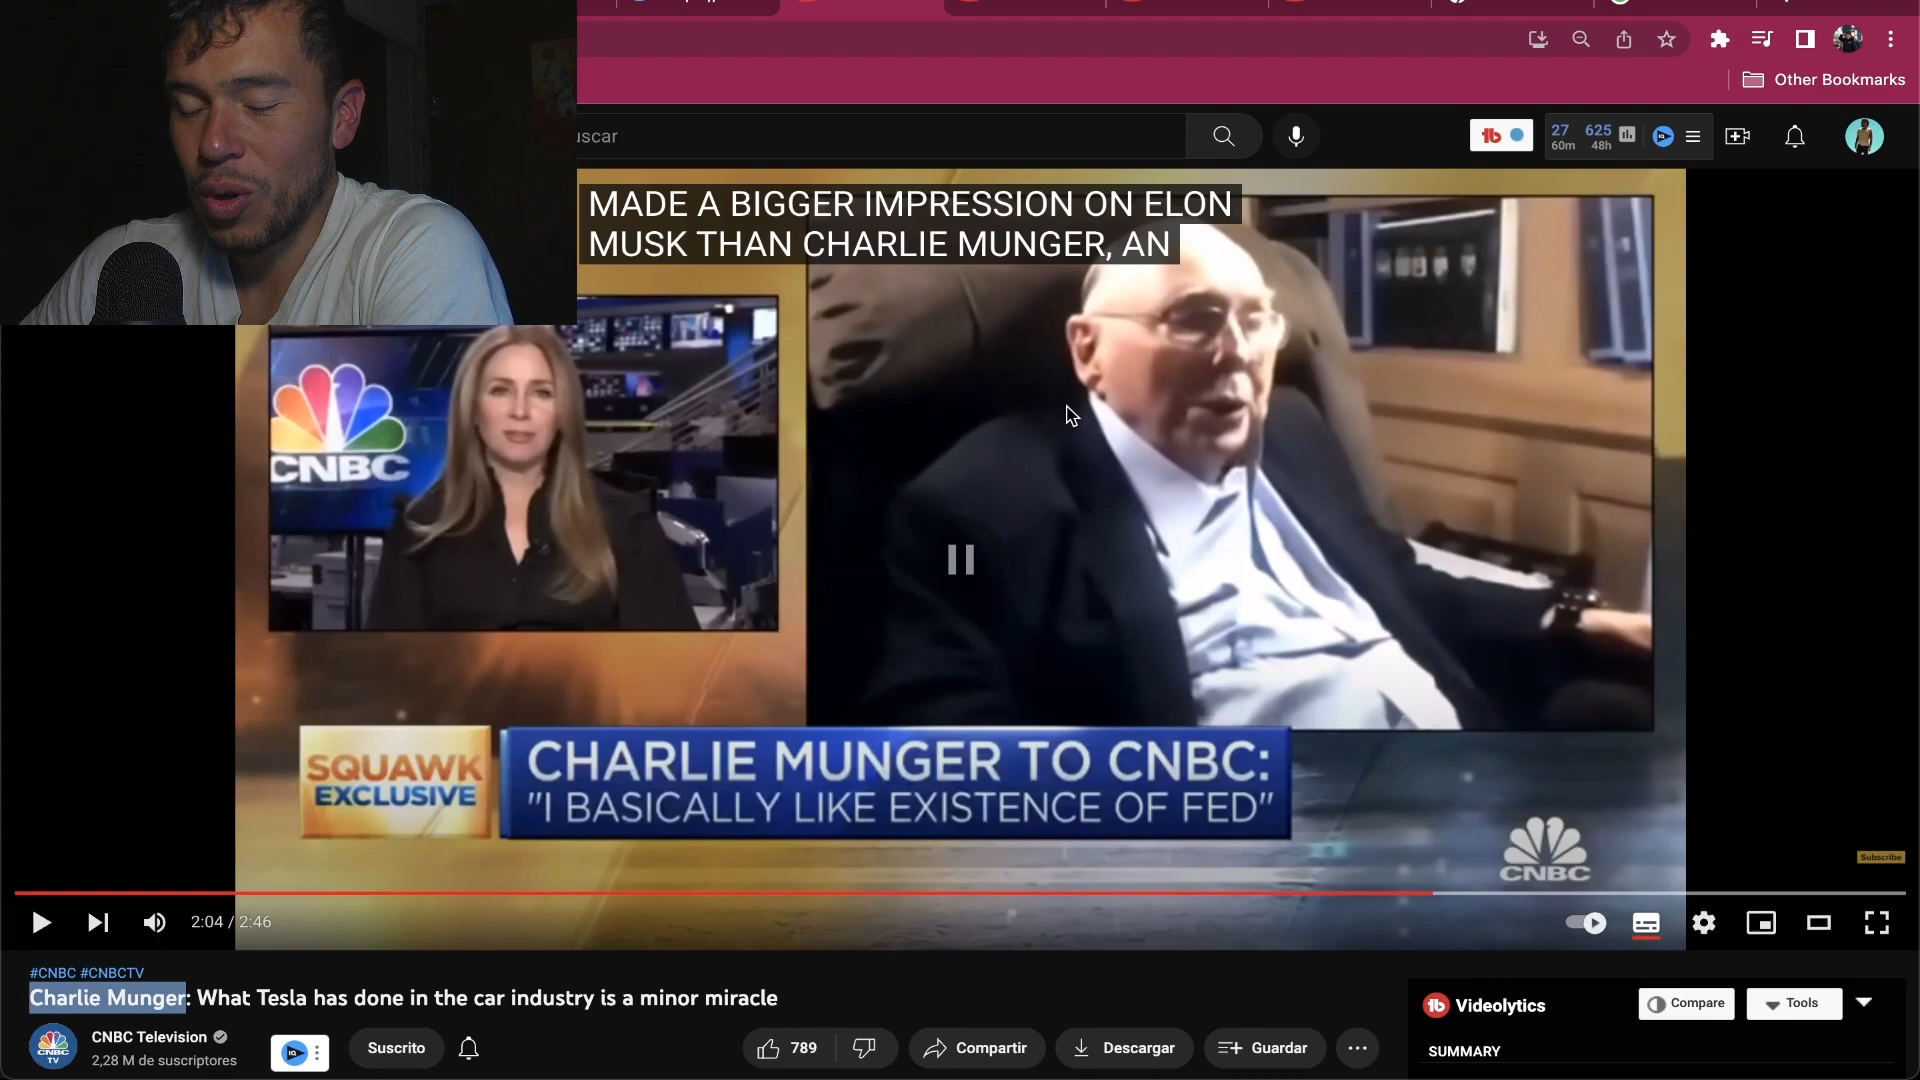 Other Bookmarks
uscar
27 625
60m 48h
MADE A BIGGER IMPRESSION ON ELON
MUSK THAN CHARLIE MUNGER, AN
CNBC
SQUAWK
EXCLUSIVE
CHARLIE MUNGER TO CNBC:
"I BASICALLY LIKE EXISTENCE OF FED"
CNBC
Subscribe
2:04 / 2:46
#CNBC #CNBCTV
Charlie Munger: What Tesla has done in the car industry is a minor miracle
CNBC Television
2,28 M de suscriptores
CNBC
TV
Suscrito
789
Compartir
Descargar
Guardar
Videolytics
Compare
Tools
SUMMARY